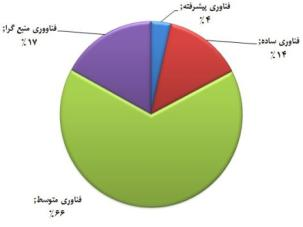 فناوری پیشرفته;
%۴
فناوری ساده;
%۱۴
فناوری متوسط;
%۶۶
فناووری منبع گرا;
%۱۷